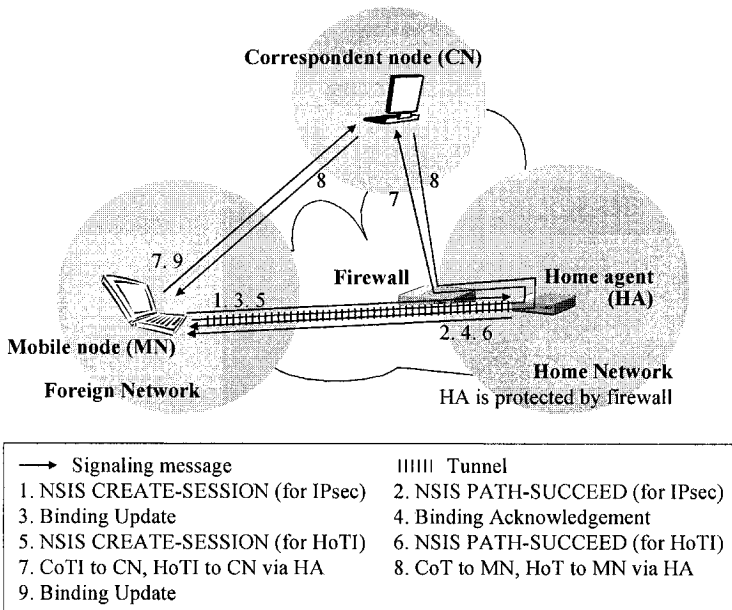 Correspondent node (CN)
8
7
8
7. 9
Firewall
Home agent
(HA)
1. 3. 5
2. 4. 6
Mobile node (MN)
Foreign Network
Home Network
HA is protected by firewall
Signaling message
Tunnel
1. NSIS CREATE-SESSION (for IPsec)
2. NSIS PATH-SUCCEED (for IPsec)
3. Binding Update
4. Binding Acknowledgement
5. NSIS CREATE-SESSION (for HoTI)
6. NSIS PATH-SUCCEED (for HoTI)
7. CoTI to CN, HoTI to CN via HA
8. CoT to MN, HoT to MN via HA
9. Binding Update